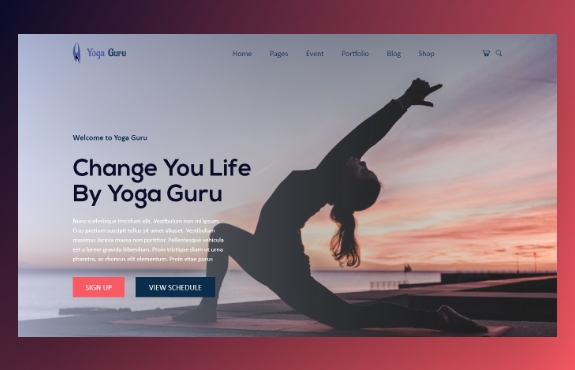 Yoga Guru
Home Pages Event Portfolio Blog Shop
Welcome to Yoga Guru
Change You Life
By Yoga Guru
Nunc scelerisque tincidunt elit. Vestibulum non mi ipsum.
Cras pretium suscipit tellus sit amet aliquet. Vestibulum
maximus lacinia massa non porttitor. Pellentesque vehicula
est a lorem gravida bibendum. Proin tristique diam ut urna
pharetra, ac rhoncus elit elementum. Proin vitae purus
SIGN UP VIEW SCHEDULE